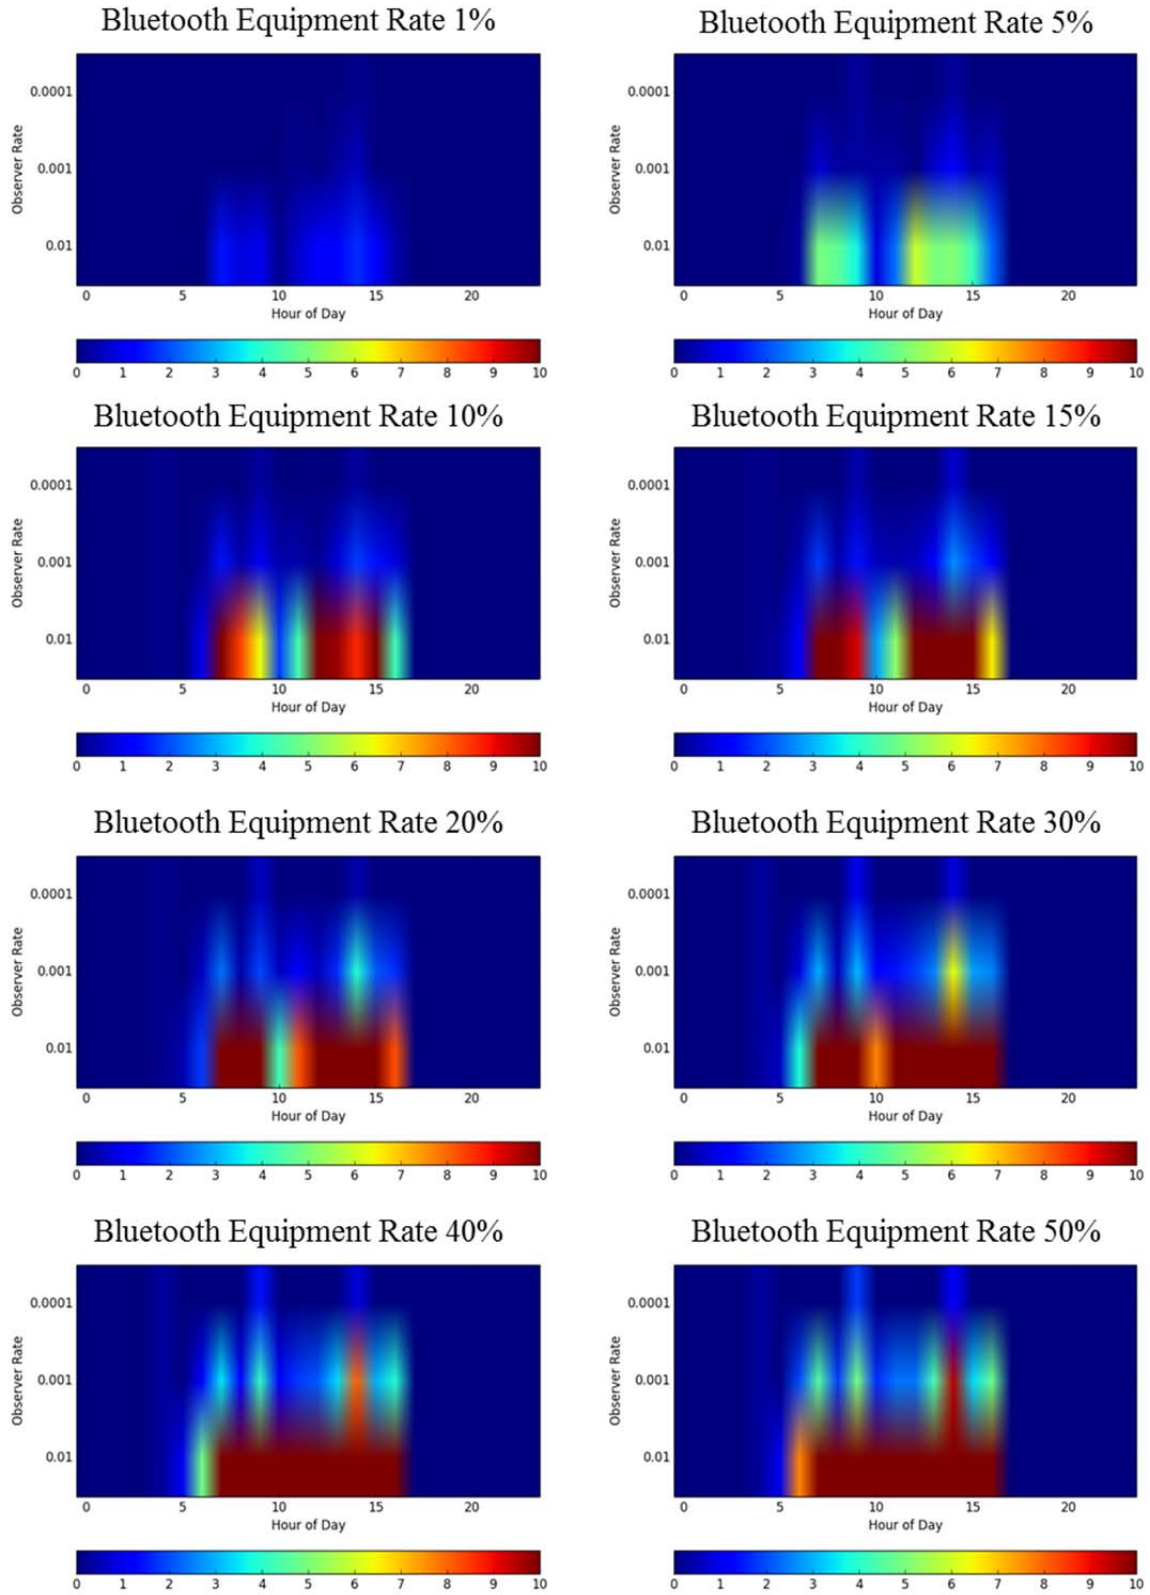 Bluetooth Equipment Rate 1%
Observer Rate
0.0001
0.001
0.01
0 5 10 15 20
Hour of Day
0 1 2 3 4 5 6 7 8 9 10
Bluetooth Equipment Rate 5%
Observer Rate
0.0001
0.001
0.01
0 5 10 15 20
Hour of Day
0 1 2 3 4 5 6 7 8 9 10
Bluetooth Equipment Rate 10%
Observer Rate
0.0001
0.001
0.01
0 5 10 15 20
Hour of Day
0 1 2 3 4 5 6 7 8 9 10
Bluetooth Equipment Rate 15%
Observer Rate
0.0001
0.001
0.01
0 5 10 15 20
Hour of Day
0 1 2 3 4 5 6 7 8 9 10
Bluetooth Equipment Rate 20%
Observer Rate
0.0001
0.001
0.01
0 5 10 15 20
Hour of Day
0 1 2 3 4 5 6 7 8 9 10
Bluetooth Equipment Rate 30%
Observer Rate
0.0001
0.001
0.01
0 5 10 15 20
Hour of Day
0 1 2 3 4 5 6 7 8 9 10
Bluetooth Equipment Rate 40%
Observer Rate
0.0001
0.001
0.01
0 5 10 15 20
Hour of Day
0 1 2 3 4 5 6 7 8 9 10
Bluetooth Equipment Rate 50%
Observer Rate
0.0001
0.001
0.01
0 5 10 15 20
Hour of Day
0 1 2 3 4 5 6 7 8 9 10